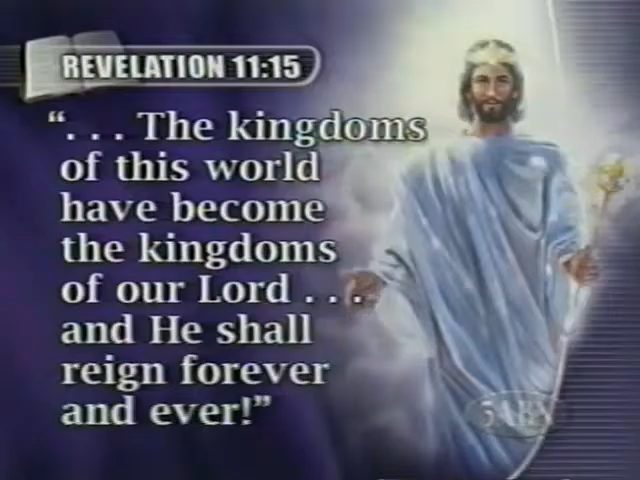 REVELATION 11:15
“. . . The kingdoms
of this world
have become
the kingdoms
of our Lord . . .
and He shall
reign forever
and ever!”